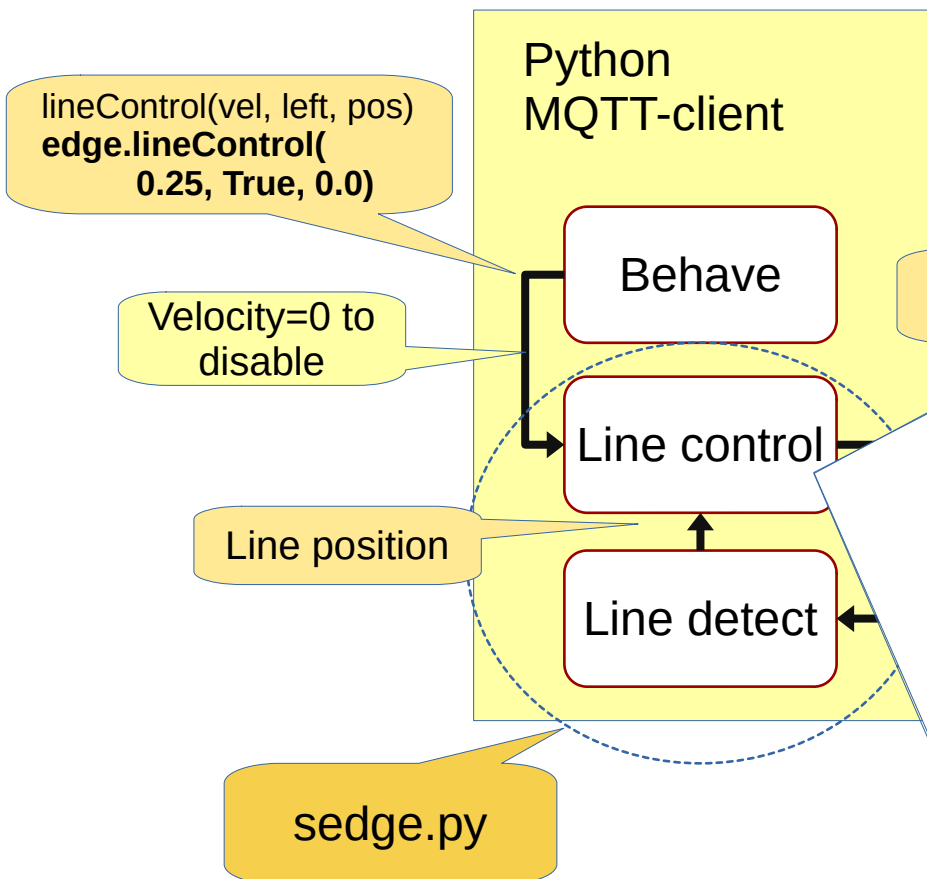 Python
MQTT-client
lineControl(vel, left, pos)
edge.lineControl(
0.25, True, 0.0)
Behave
Velocity=0 to
disable
Line control
Line position
Line detect
sedge.py